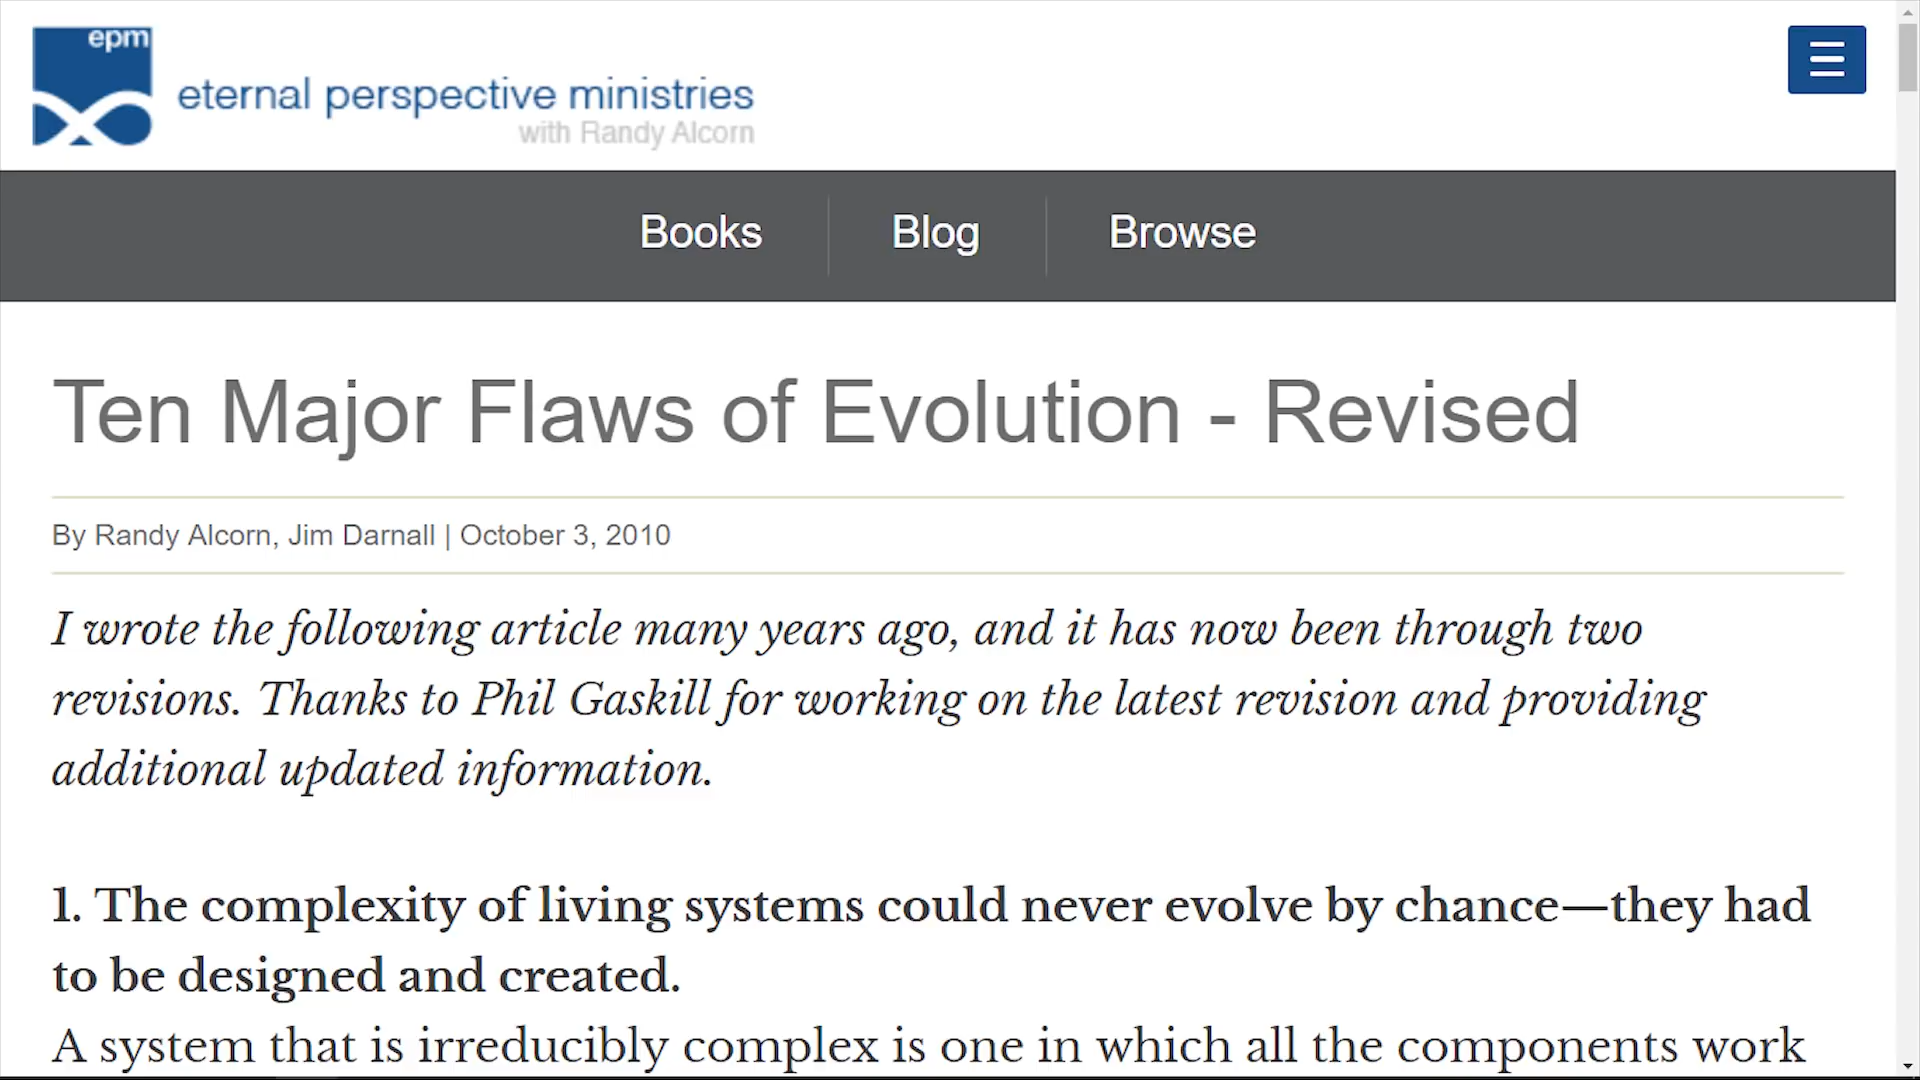 epm
eternal perspective ministries
with Randy Alcorn
Books
Blog
Browse
Ten Major Flaws of Evolution - Revised
By Randy Alcorn, Jim Darnall | October 3, 2010
I wrote the following article many years ago, and it has now been through two
revisions. Thanks to Phil Gaskill for working on the latest revision and providing
additional updated information.
1. The complexity of living systems could never evolve by chance—they had
to be designed and created.
A system that is irreducibly complex is one in which all the components work